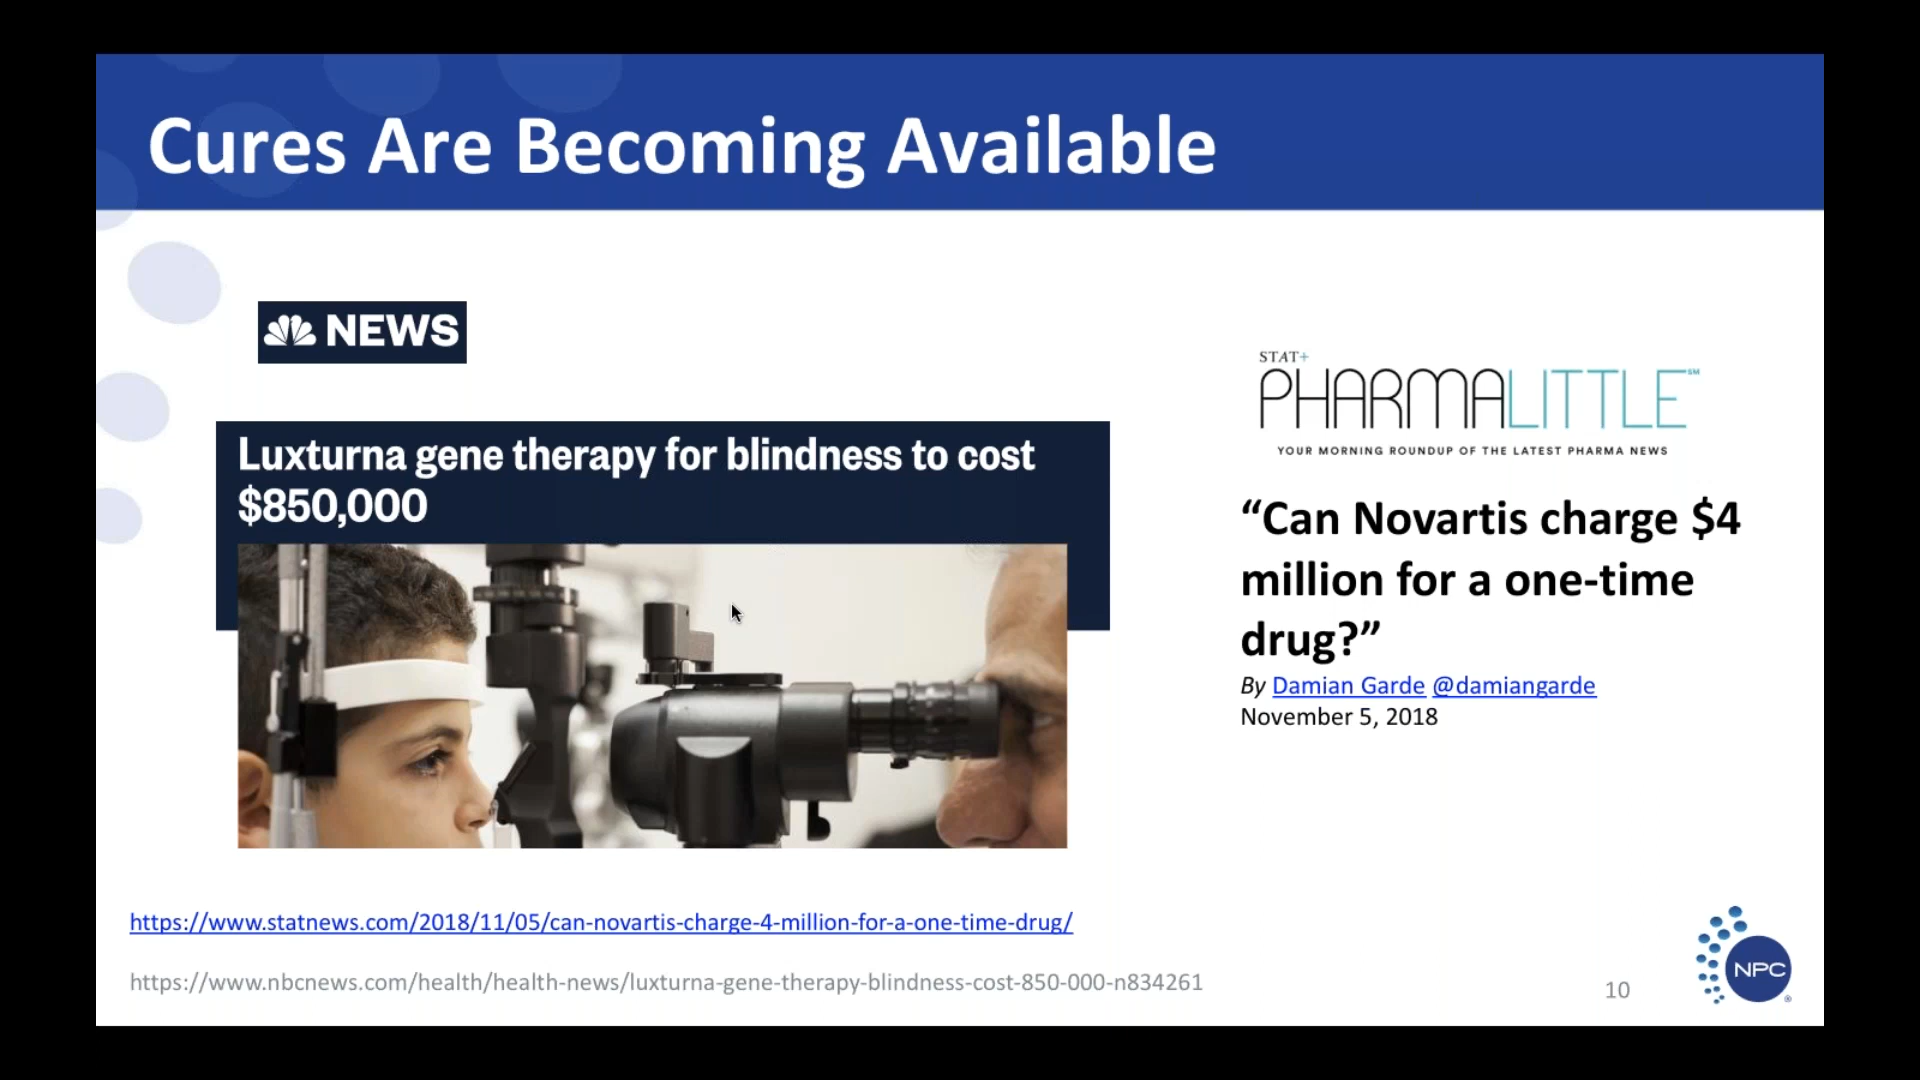 Cures Are Becoming Available
NEWS
Luxturna gene therapy for blindness to cost
$850,000
STAT+
PHARMALITTLE℠
YOUR MORNING ROUNDUP OF THE LATEST PHARMA NEWS
“Can Novartis charge $4
million for a one-time
drug?”
By Damian Garde @damiangarde
November 5, 2018
https://www.statnews.com/2018/11/05/can-novartis-charge-4-million-for-a-one-time-drug/
https://www.nbcnews.com/health/health-news/luxturna-gene-therapy-blindness-cost-850-000-n834261
10
NPC®